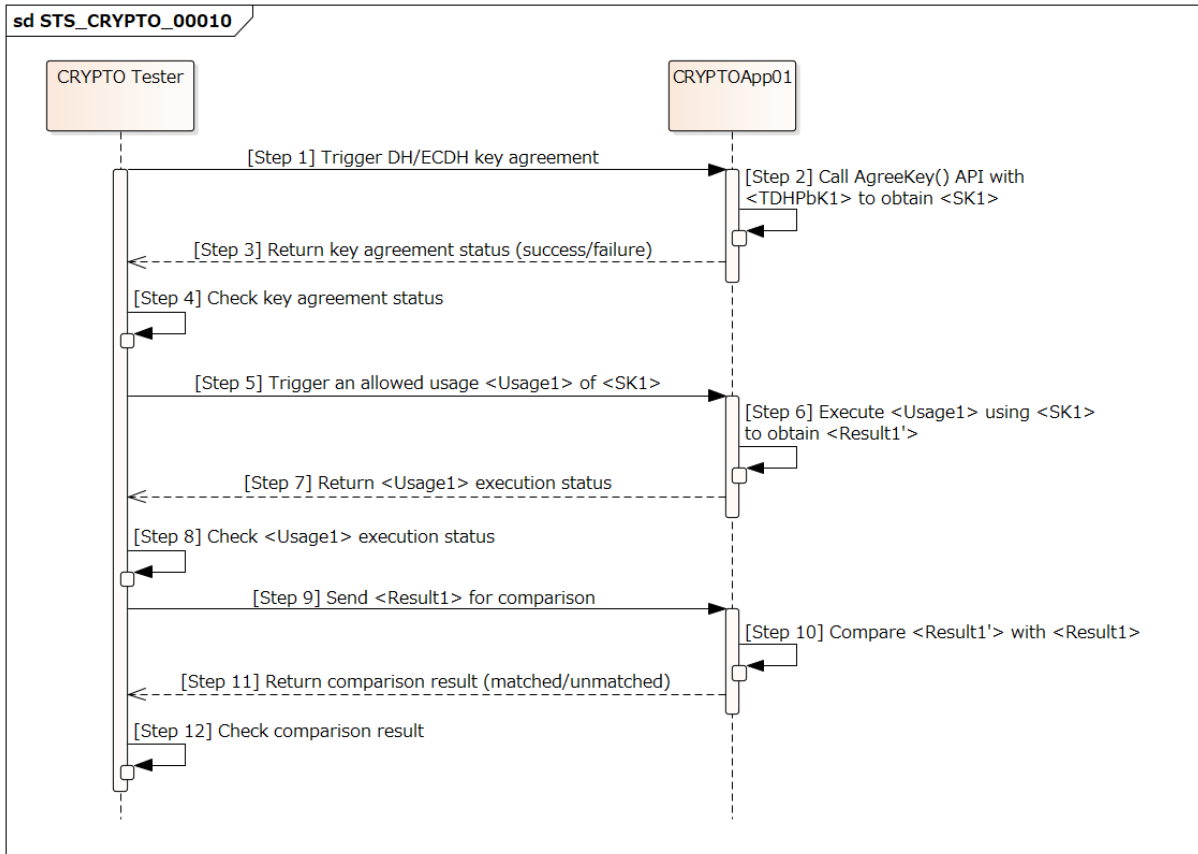 sd STS_CRYPTO_00010
CRYPTO Tester
CRYPTOApp01
[Step 1] Trigger DH/ECDH key agreement
[Step 2] Call AgreeKey() API with
<TDHPbK1> to obtain <SK1>
[Step 3] Return key agreement status (success/failure)
[Step 4] Check key agreement status
[Step 5] Trigger an allowed usage <Usage1> of <SK1>
[Step 6] Execute <Usage1> using <SK1>
to obtain <Result1'>
[Step 7] Return <Usage1> execution status
[Step 8] Check <Usage1> execution status
[Step 9] Send <Result1> for comparison
[Step 10] Compare <Result1'> with <Result1>
[Step 11] Return comparison result (matched/unmatched)
[Step 12] Check comparison result